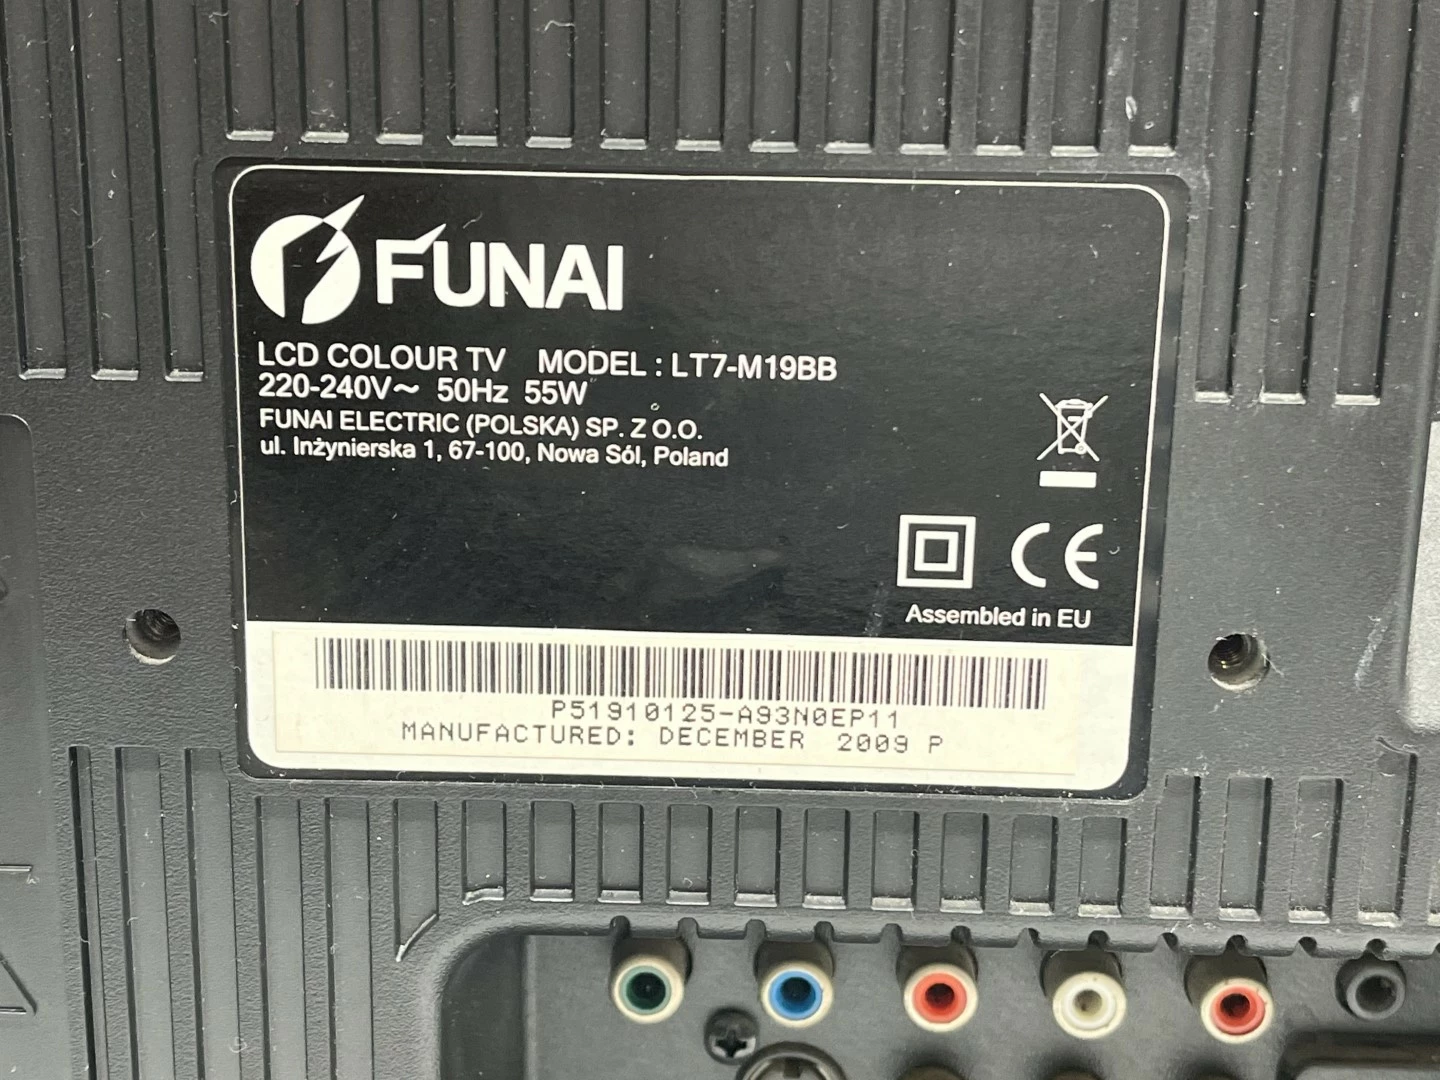 FUNAI
LCD COLOUR TV MODEL : LT7-M19BB
220-240V~ 50Hz 55W
FUNAI ELECTRIC (POLSKA) SP. Z O.O.
ul. Inżynierska 1, 67-100, Nowa Sól, Poland
CE
Assembled in EU
P51910125-A93N0EP11
MANUFACTURED: DECEMBER 2009 P